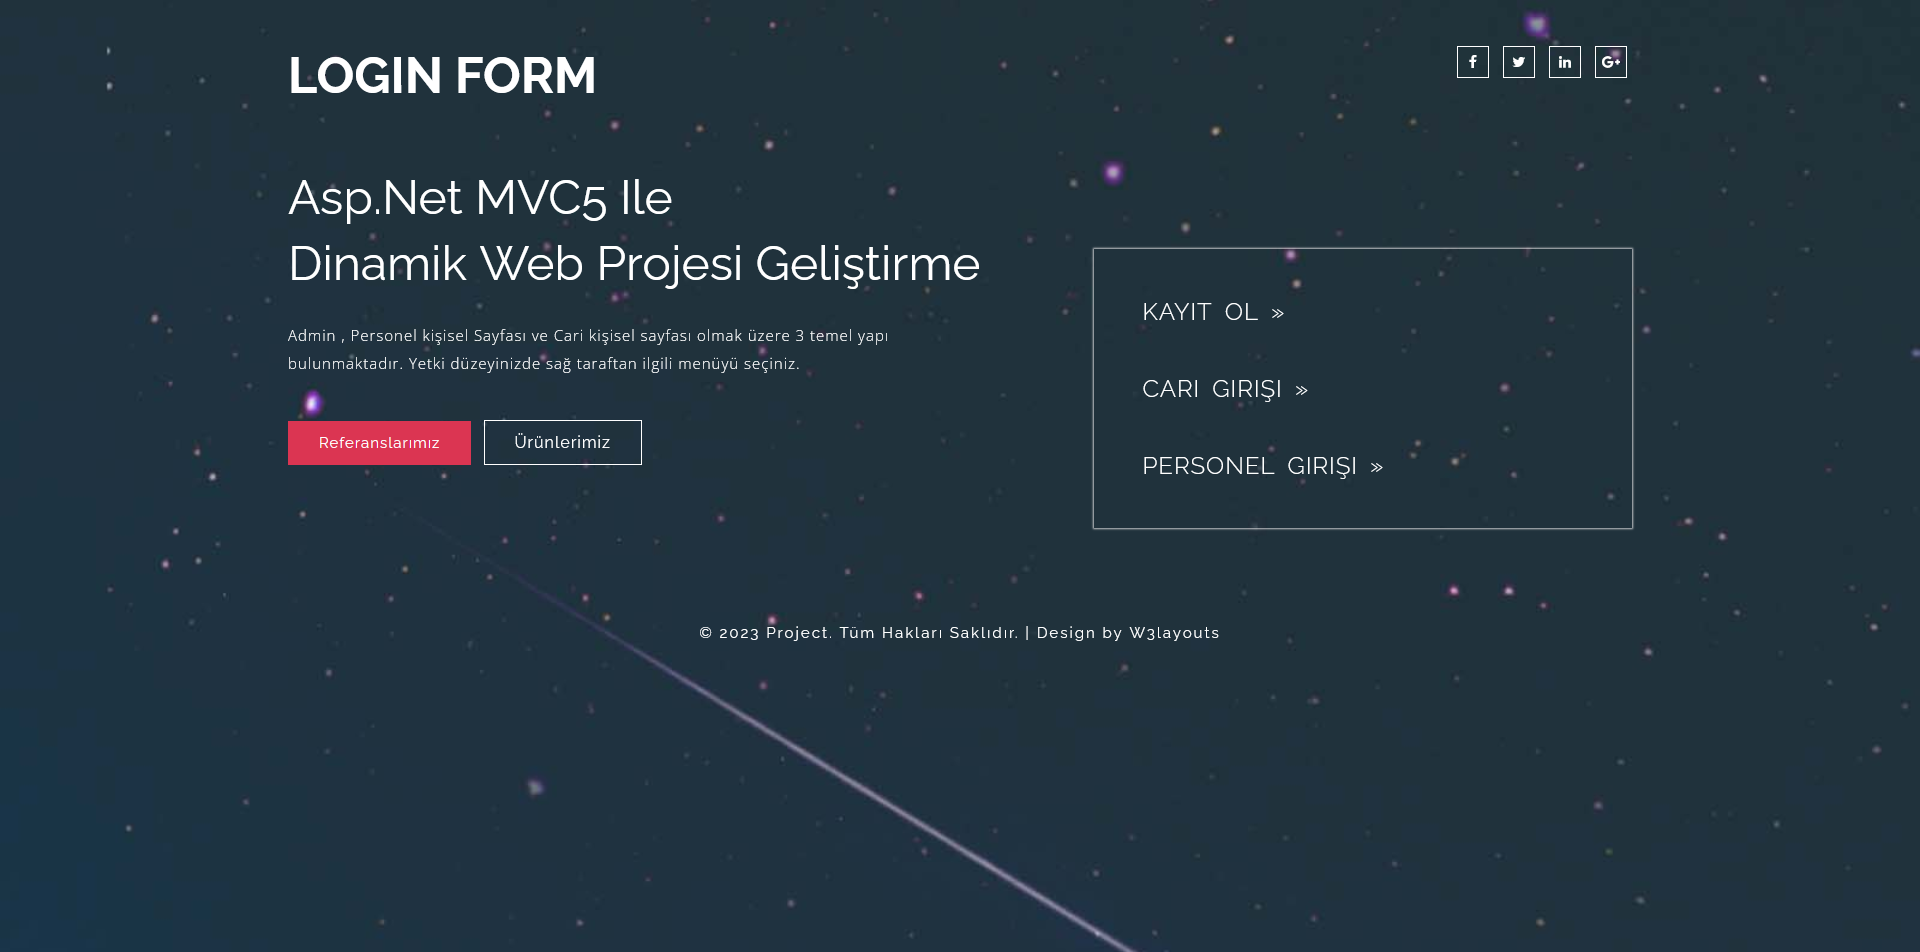 LOGIN FORM
Asp.Net MVC5 Ile
Dinamik Web Projesi Geliştirme
Admin , Personel kişisel Sayfası ve Cari kişisel sayfası olmak üzere 3 temel yapı
bulunmaktadır. Yetki düzeyinizde sağ taraftan ilgili menüyü seçiniz.
Referanslarımız
Ürünlerimiz
KAYIT OL »
CARI GIRIŞI »
PERSONEL GIRIŞI »
© 2023 Project. Tüm Hakları Saklıdır. | Design by W3layouts